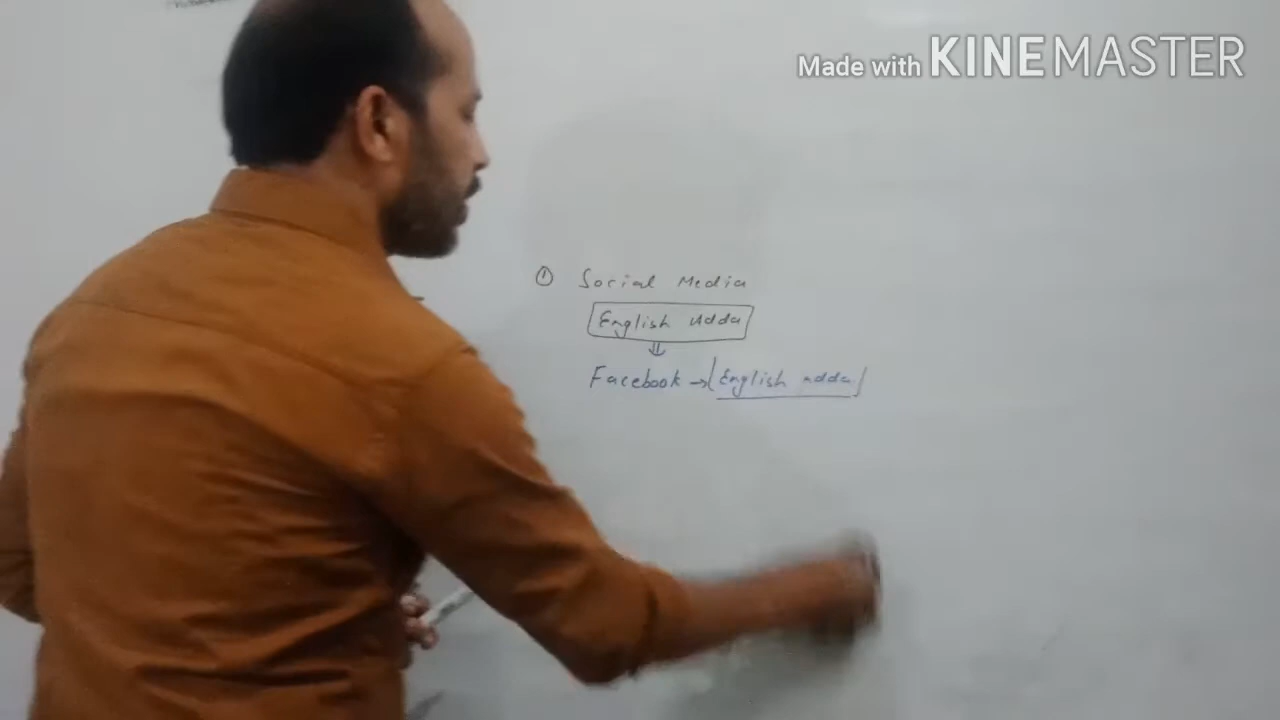 Made with KINEMASTER
① Social Media
English Adda
⇓
Facebook → English adda